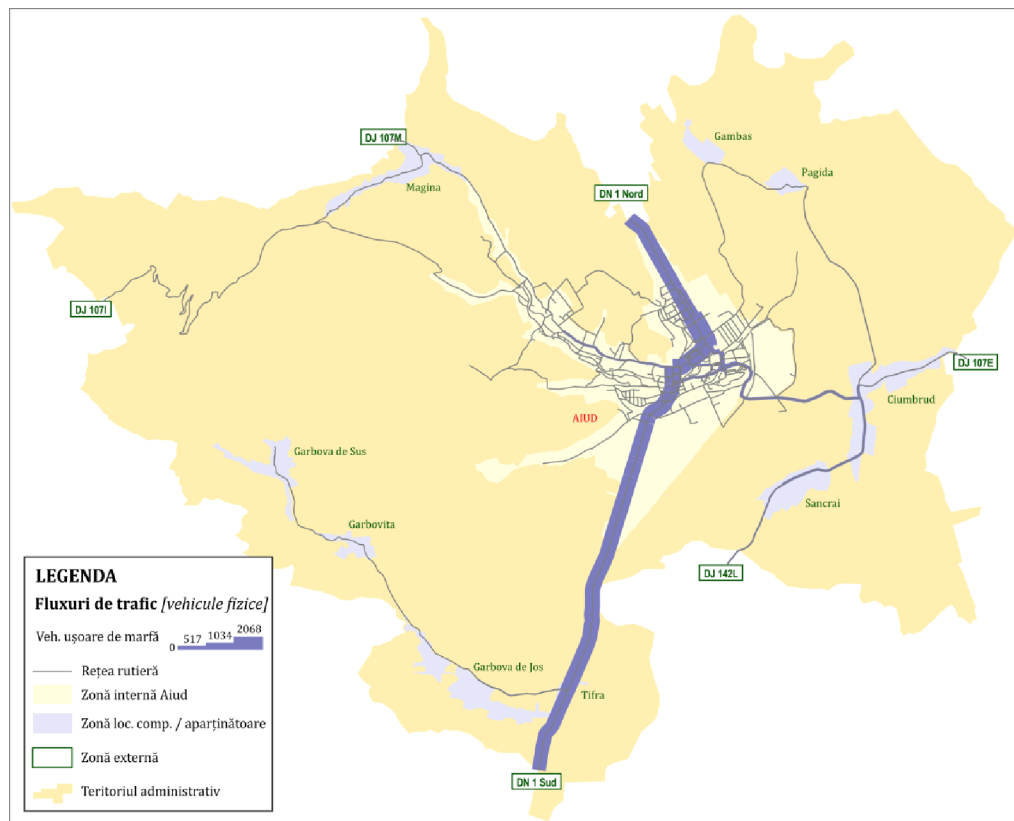 DJ 107M
Gambas
Pagida
Magina
DN 1 Nord
DJ 107I
DJ 107E
Ciumbrud
AIUD
Garbova de Sus
Sancrai
Garbovita
DJ 142L
LEGENDA
Fluxuri de trafic [vehicule fizice]
Veh. ușoare de marfă 0 517 1034 2068
Rețea rutieră
Garbova de Jos
Tifra
Zonă internă Aiud
Zonă loc. comp. / aparținătoare
Zonă externă
DN 1 Sud
Teritoriul administrativ